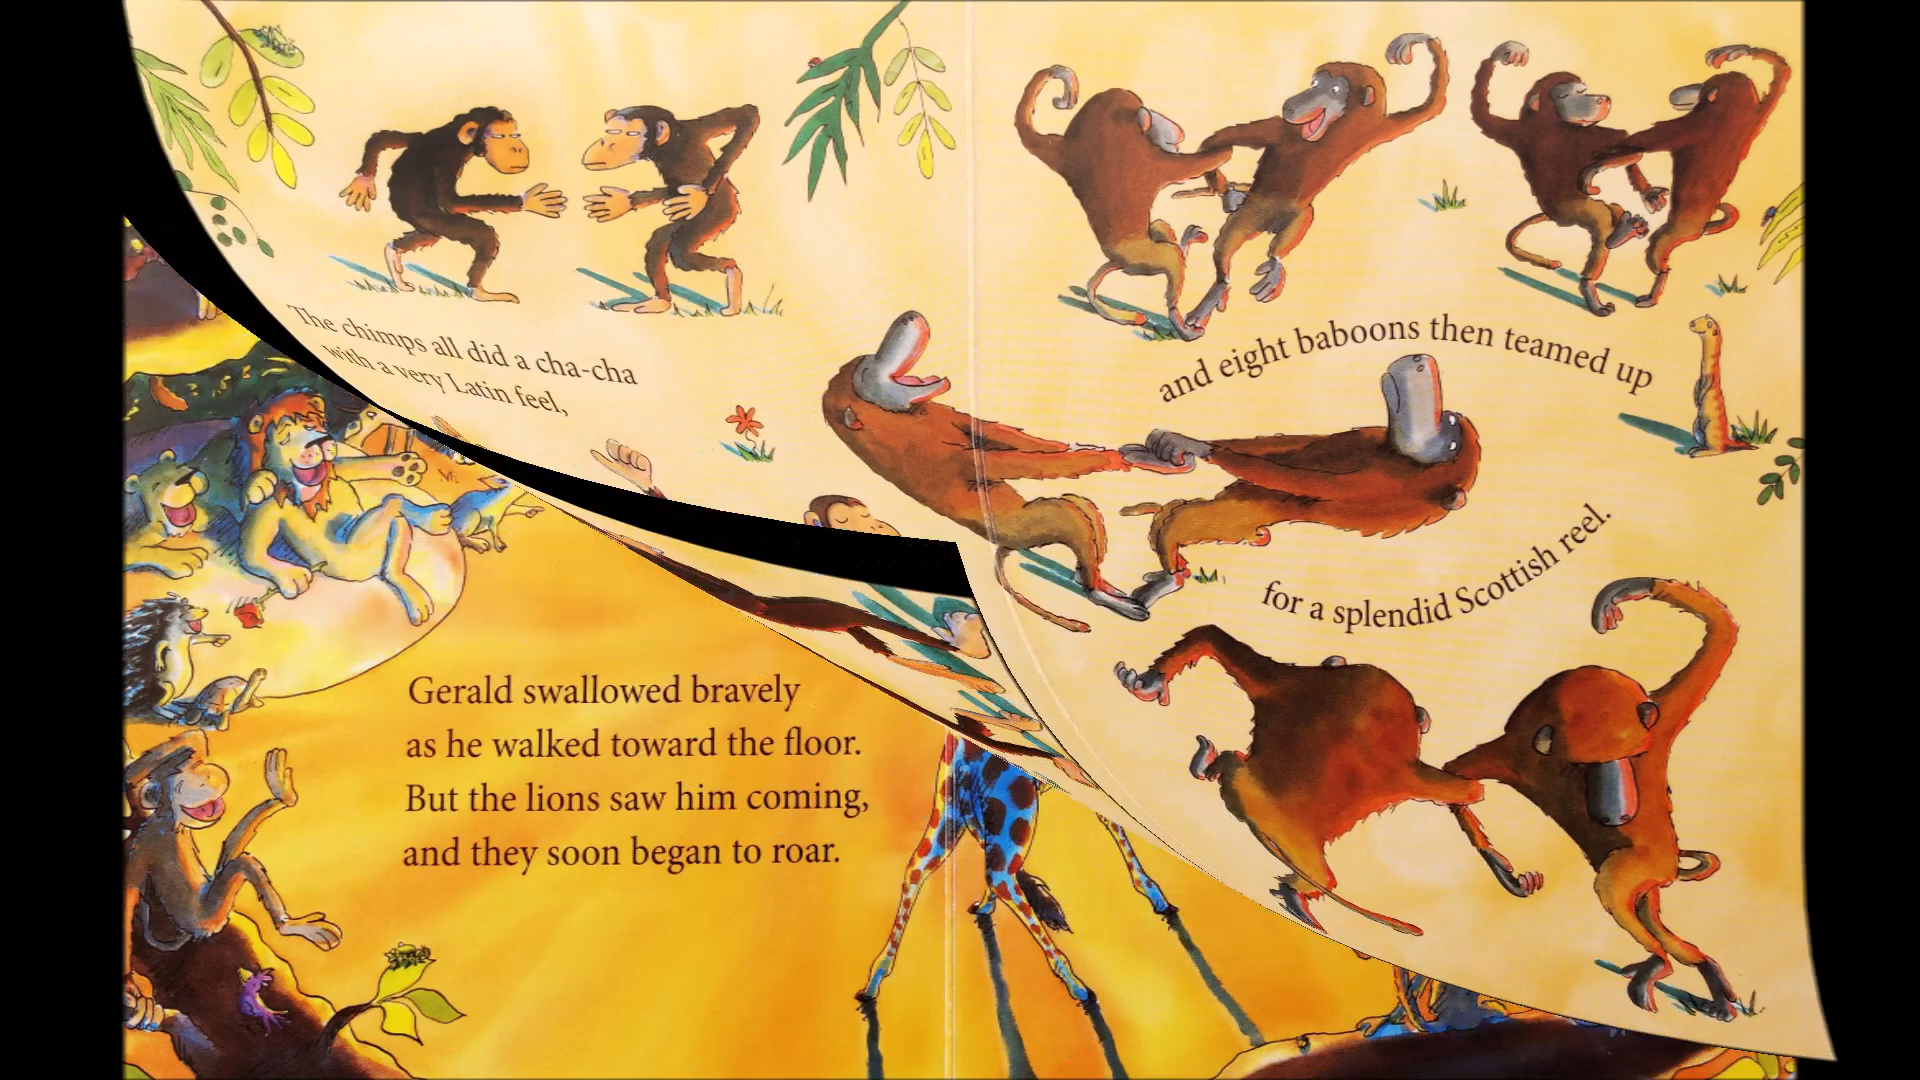 The chimps all did a cha-cha
with a very Latin feel,
and eight baboons then teamed up
for a splendid Scottish reel.
Gerald swallowed bravely
as he walked toward the floor.
But the lions saw him coming,
and they soon began to roar.